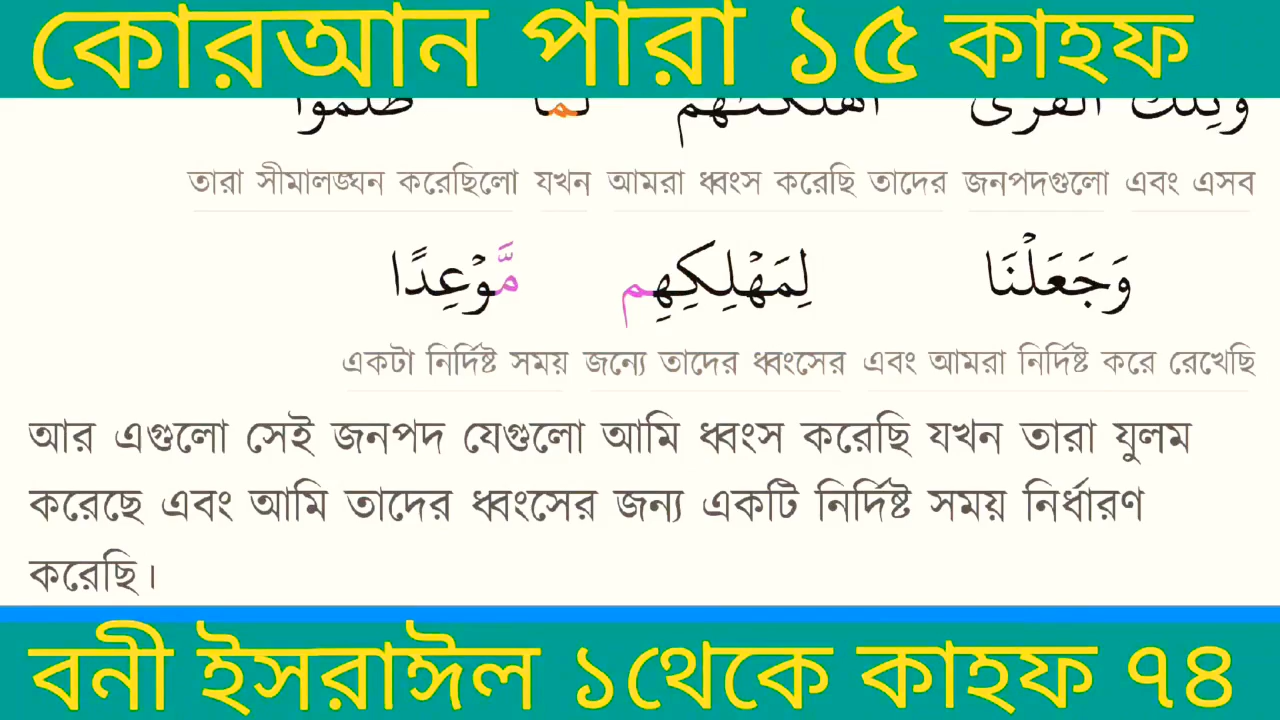 কোরআন পারা ১৫ কাহফ
তারা সীমালঙ্ঘন করেছিলো যখন আমরা ধ্বংস করেছি তাদের জনপদগুলো এবং এসব
وَجَعَلْنَا لِمَهْلِكِهِم مَّوْعِدًا
একটা নির্দিষ্ট সময় জন্যে তাদের ধ্বংসের এবং আমরা নির্দিষ্ট করে রেখেছি
আর এগুলো সেই জনপদ যেগুলো আমি ধ্বংস করেছি যখন তারা যুলম
করেছে এবং আমি তাদের ধ্বংসের জন্য একটি নির্দিষ্ট সময় নির্ধারণ
করেছি।
বনী ইসরাঈল ১থেকে কাহফ ৭৪